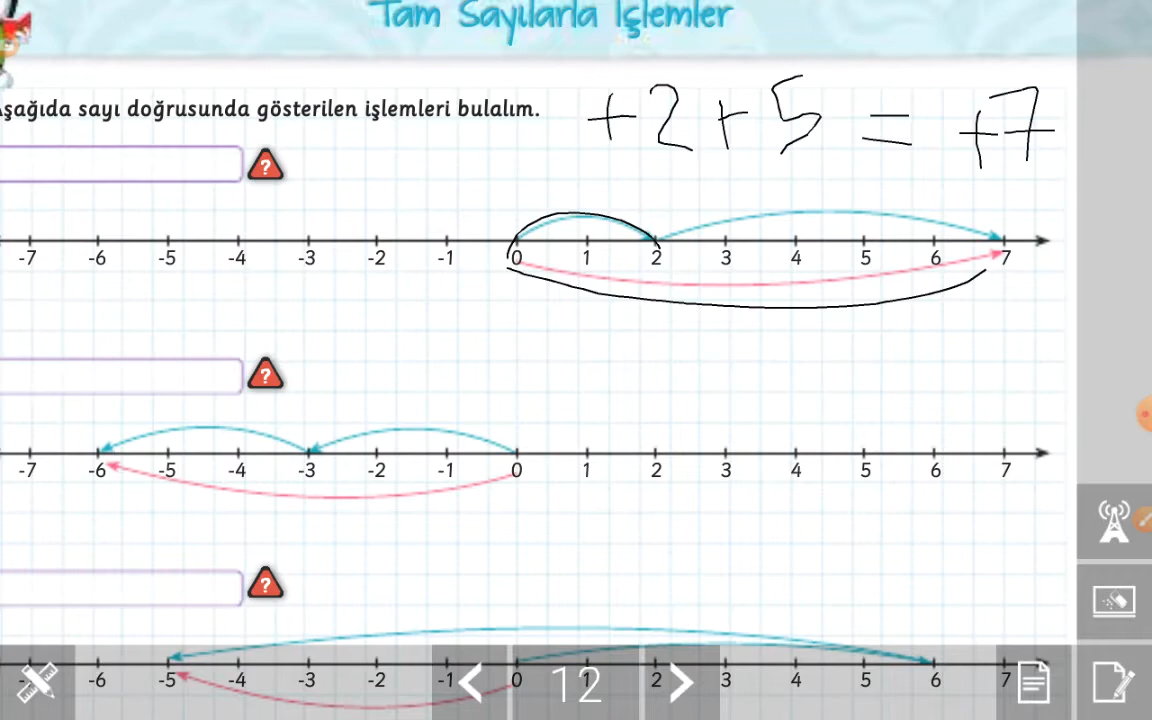 Tam Sayılarla İşlemler
Aşağıda sayı doğrusunda gösterilen işlemleri bulalım.
+2+5 = +7
?
-7 -6 -5 -4 -3 -2 -1 0 1 2 3 4 5 6 7
?
-7 -6 -5 -4 -3 -2 -1 0 1 2 3 4 5 6 7
?
-6 -5 -4 -3 -2 -1 0 1 2 3 4 5 6 7
12